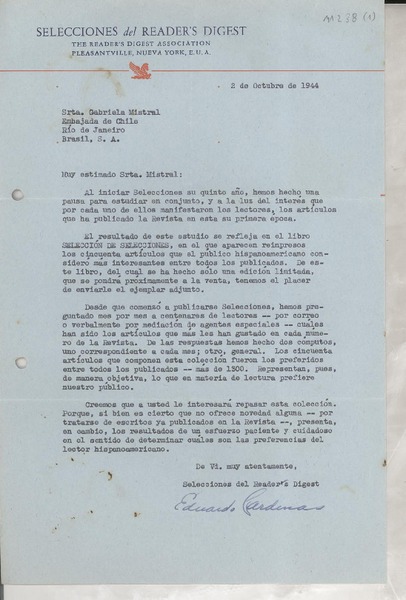 SELECCIONES del READER'S DIGEST
THE READER'S DIGEST ASSOCIATION
PLEASANTVILLE, NUEVA YORK, E.U.A.
2 de Octubre de 1944
Srta. Gabriela Mistral
Embajada de Chile
Río de Janeiro
Brasil, S. A.
Muy estimado Srta. Mistral:
Al iniciar Selecciones su quinto año, hemos hecho una
pausa para estudiar en conjunto, y a la luz del interés que
por cada uno de ellos manifestaron los lectores, los artículos
que ha publicado la Revista en esta su primera época.
El resultado de este estudio se refleja en el libro
SELECCIÓN DE SELECCIONES, en el que aparecen reimpresos
los cincuenta artículos que el público hispanoamericano con-
sideró más interesantes entre todos los publicados. De es-
te libro, del cual se ha hecho solo una edición limitada,
que se pondrá próximamente a la venta, tenemos el placer
de enviarle el ejemplar adjunto.
Desde que comenzó a publicarse Selecciones, hemos pre-
guntado mes por mes a centenares de lectores -- por correo
o verbalmente por mediación de agentes especiales -- cuáles
han sido los artículos que más les han gustado en cada núme-
ro de la Revista. De las respuestas hemos hecho dos cómputos,
uno correspondiente a cada mes; otro, general. Los cincuenta
artículos que componen esta colección fueron los preferidos
entre todos los publicados -- más de 1500. Representan, pues,
de manera objetiva, lo que en materia de lectura prefiere
nuestro público.
Creemos que a usted le interesará repasar esta colección.
Porque, si bien es cierto que no ofrece novedad alguna -- por
tratarse de escritos ya publicados en la Revista --, presenta,
en cambio, los resultados de un esfuerzo paciente y cuidadoso
en el sentido de determinar cuáles son las preferencias del
lector hispanoamericano.
De Vd. muy atentamente,
Selecciones del Reader's Digest
Eduardo Cárdenas